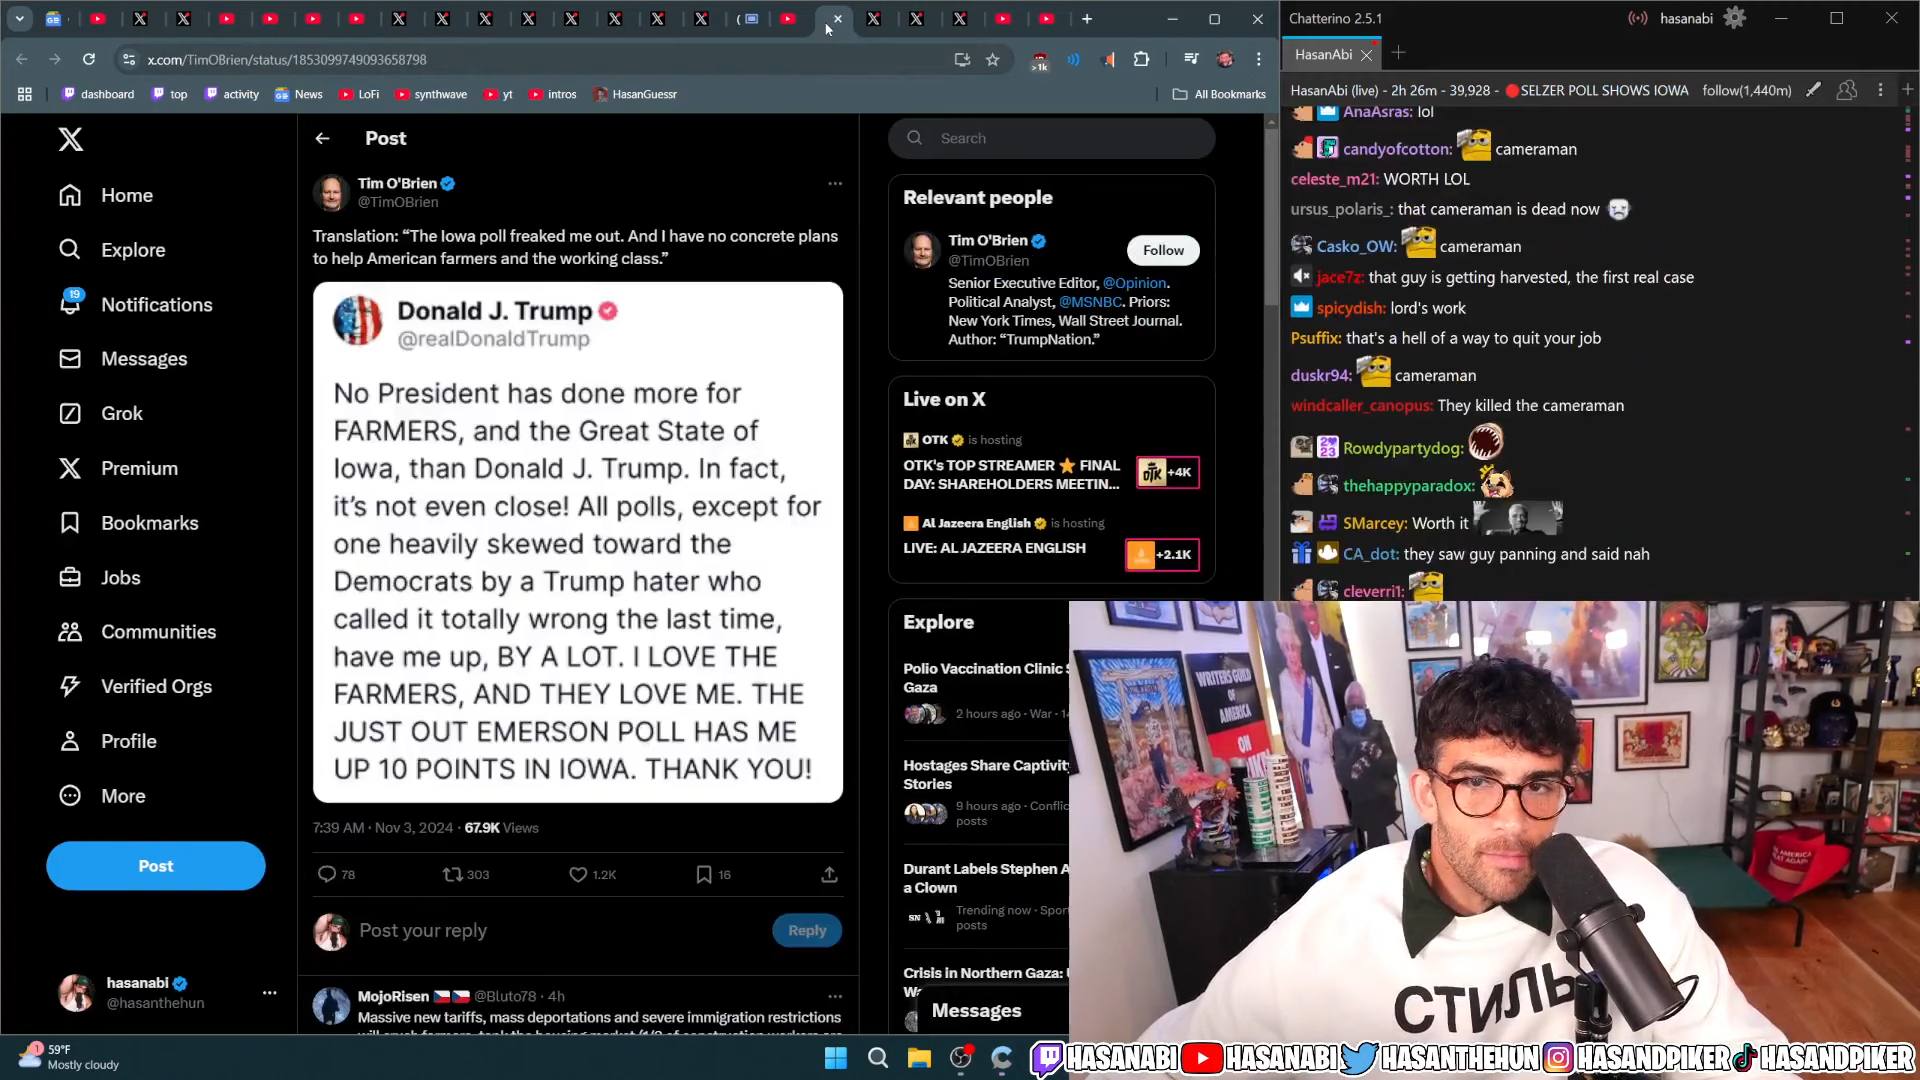 x.com/TimOBrien/status/1853099749093658798
dashboard
top
activity
News
LoFi
synthwave
yt
intros
HasanGuessr
All Bookmarks
Home
Explore
19
Notifications
Messages
Grok
Premium
Bookmarks
Jobs
Communities
Verified Orgs
Profile
More
Post
hasanabi
@hasanthehun
Post
Tim O'Brien
@TimOBrien
Translation: “The Iowa poll freaked me out. And I have no concrete plans
to help American farmers and the working class.”
Donald J. Trump
@realDonaldTrump
No President has done more for
FARMERS, and the Great State of
Iowa, than Donald J. Trump. In fact,
it’s not even close! All polls, except for
one heavily skewed toward the
Democrats by a Trump hater who
called it totally wrong the last time,
have me up, BY A LOT. I LOVE THE
FARMERS, AND THEY LOVE ME. THE
JUST OUT EMERSON POLL HAS ME
UP 10 POINTS IN IOWA. THANK YOU!
7:39 AM · Nov 3, 2024 · 67.9K Views
78
303
1.2K
16
Post your reply
Reply
MojoRisen @Bluto78 · 4h
Massive new tariffs, mass deportations and severe immigration restrictions
Search
Relevant people
Tim O'Brien
@TimOBrien
Follow
Senior Executive Editor, @Opinion.
Political Analyst, @MSNBC. Priors:
New York Times, Wall Street Journal.
Author: “TrumpNation.”
Live on X
OTK is hosting
OTK's TOP STREAMER ⭐ FINAL
DAY: SHAREHOLDERS MEETIN...
+4K
Al Jazeera English is hosting
LIVE: AL JAZEERA ENGLISH
+2.1K
Explore
Polio Vaccination Clinic
Gaza
2 hours ago · War ·
Hostages Share Captivity
Stories
9 hours ago ·
posts
Durant Labels Stephen A
a Clown
Trending now ·
posts
Crisis in Northern Gaza:
Messages
Chatterino 2.5.1
hasanabi
HasanAbi
HasanAbi (live) - 2h 26m - 39,928 - 🔴SELZER POLL SHOWS IOWA
follow(1,440m)
AnaAsras: lol
candyofcotton: cameraman
celeste_m21: WORTH LOL
ursus_polaris_: that cameraman is dead now
Casko_OW: cameraman
jace7z: that guy is getting harvested, the first real case
spicydish: lord's work
Psuffix: that's a hell of a way to quit your job
duskr94: cameraman
windcaller_canopus: They killed the cameraman
Rowdypartydog:
thehappyparadox:
SMarcey: Worth it
CA_dot: they saw guy panning and said nah
cleverri1:
WRITERS GUILD
OF
AMERICA
ON
СТИЛЬ
1
59°F
Mostly cloudy
HASANABI
HASANABI
HASANTHEHUN
HASANDPIKER
HASANDPIKER